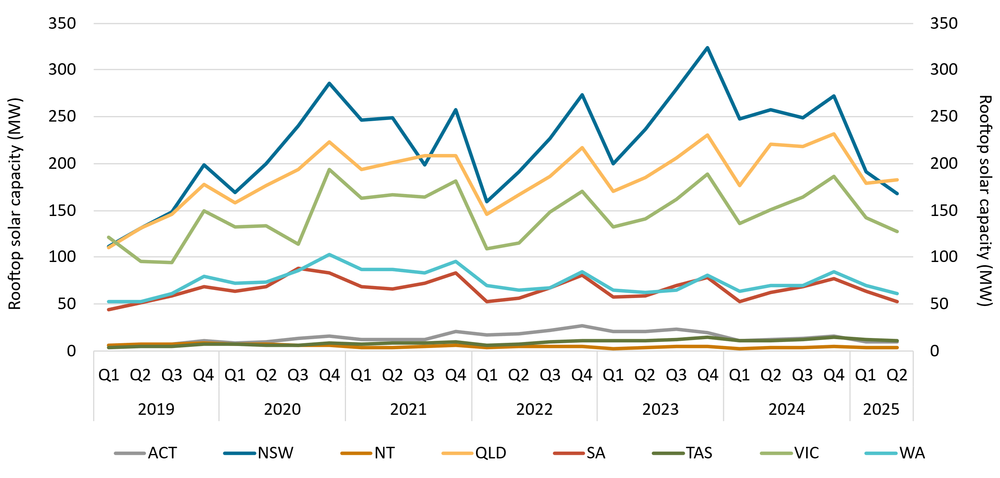 350 350
300 300
250 250
200 200
150 150
100 100
50 50
0 0
Rooftop solar capacity (MW)
Rooftop solar capacity (MW)
Q1 Q2 Q3 Q4 Q1 Q2 Q3 Q4 Q1 Q2 Q3 Q4 Q1 Q2 Q3 Q4 Q1 Q2 Q3 Q4 Q1 Q2 Q3 Q4 Q1 Q2
2019 2020 2021 2022 2023 2024 2025
ACT NSW NT QLD SA TAS VIC WA